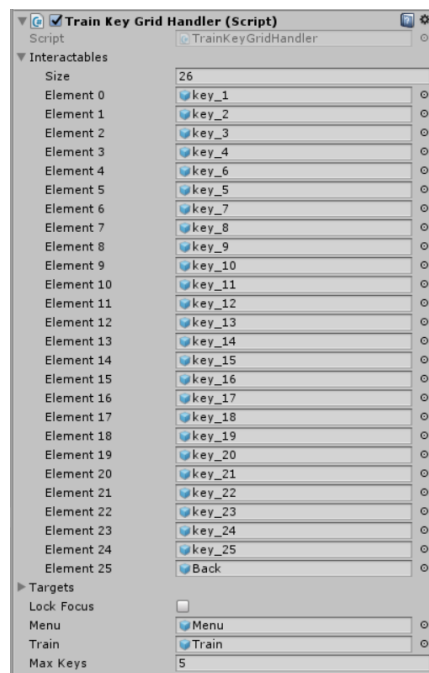 Train Key Grid Handler (Script)
Script TrainKeyGridHandler
Interactables
Size 26
Element 0 key_1
Element 1 key_2
Element 2 key_3
Element 3 key_4
Element 4 key_6
Element 5 key_5
Element 6 key_7
Element 7 key_8
Element 8 key_9
Element 9 key_10
Element 10 key_11
Element 11 key_12
Element 12 key_13
Element 13 key_14
Element 14 key_15
Element 15 key_16
Element 16 key_17
Element 17 key_18
Element 18 key_19
Element 19 key_20
Element 20 key_21
Element 21 key_22
Element 22 key_23
Element 23 key_24
Element 24 key_25
Element 25 Back
Targets
Lock Focus
Menu Menu
Train Train
Max Keys 5